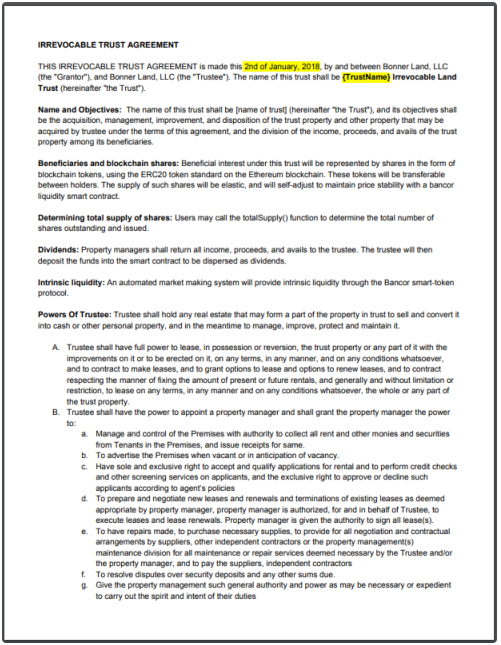 IRREVOCABLE TRUST AGREEMENT
THIS IRREVOCABLE TRUST AGREEMENT is made this 2nd of January, 2018, by and between Bonner Land, LLC
(the "Grantor"), and Bonner Land, LLC (the "Trustee"). The name of this trust shall be {TrustName} Irrevocable Land
Trust (hereinafter "the Trust").
Name and Objectives: The name of this trust shall be [name of trust] (hereinafter "the Trust"), and its objectives shall
be the acquisition, management, improvement, and disposition of the trust property and other property that may be
acquired by trustee under the terms of this agreement, and the division of the income, proceeds, and avails of the trust
property among its beneficiaries.
Beneficiaries and blockchain shares: Beneficial interest under this trust will be represented by shares in the form of
blockchain tokens, using the ERC20 token standard on the Ethereum blockchain. These tokens will be transferable
between holders. The supply of such shares will be elastic, and will self-adjust to maintain price stability with a bancor
liquidity smart contract.
Determining total supply of shares: Users may call the totalSupply() function to determine the total number of
shares outstanding and issued.
Dividends: Property managers shall return all income, proceeds, and avails to the trustee. The trustee will then
deposit the funds into the smart contract to be dispersed as dividends.
Intrinsic liquidity: An automated market making system will provide intrinsic liquidity through the Bancor smart-token
protocol.
Powers Of Trustee: Trustee shall hold any real estate that may form a part of the property in trust to sell and convert it
into cash or other personal property, and in the meantime to manage, improve, protect and maintain it.
A. Trustee shall have full power to lease, in possession or reversion, the trust property or any part of it with the
improvements on it or to be erected on it, on any terms, in any manner, and on any conditions whatsoever,
and to contract to make leases, and to grant options to lease and options to renew leases, and to contract
respecting the manner of fixing the amount of present or future rentals, and generally and without limitation or
restriction, to lease on any terms, in any manner and on any conditions whatsoever, the whole or any part of
the trust property.
B. Trustee shall have the power to appoint a property manager and shall grant the property manager the power
to:
a. Manage and control of the Premises with authority to collect all rent and other monies and securities
from Tenants in the Premises, and issue receipts for same.
b. To advertise the Premises when vacant or in anticipation of vacancy.
c. Have sole and exclusive right to accept and qualify applications for rental and to perform credit checks
and other screening services on applicants, and the exclusive right to approve or decline such
applicants according to agent's policies
d. To prepare and negotiate new leases and renewals and terminations of existing leases as deemed
appropriate by property manager, property manager is authorized, for and in behalf of Trustee, to
execute leases and lease renewals. Property manager is given the authority to sign all lease(s).
e. To have repairs made, to purchase necessary supplies, to provide for all negotiation and contractual
arrangements by suppliers, other independent contractors or the property management(s)
maintenance division for all maintenance or repair services deemed necessary by the Trustee and/or
the property manager, and to pay the suppliers, independent contractors
f. To resolve disputes over security deposits and any other sums due.
g. Give the property management such general authority and power as may be necessary or expedient
to carry out the spirit and intent of their duties